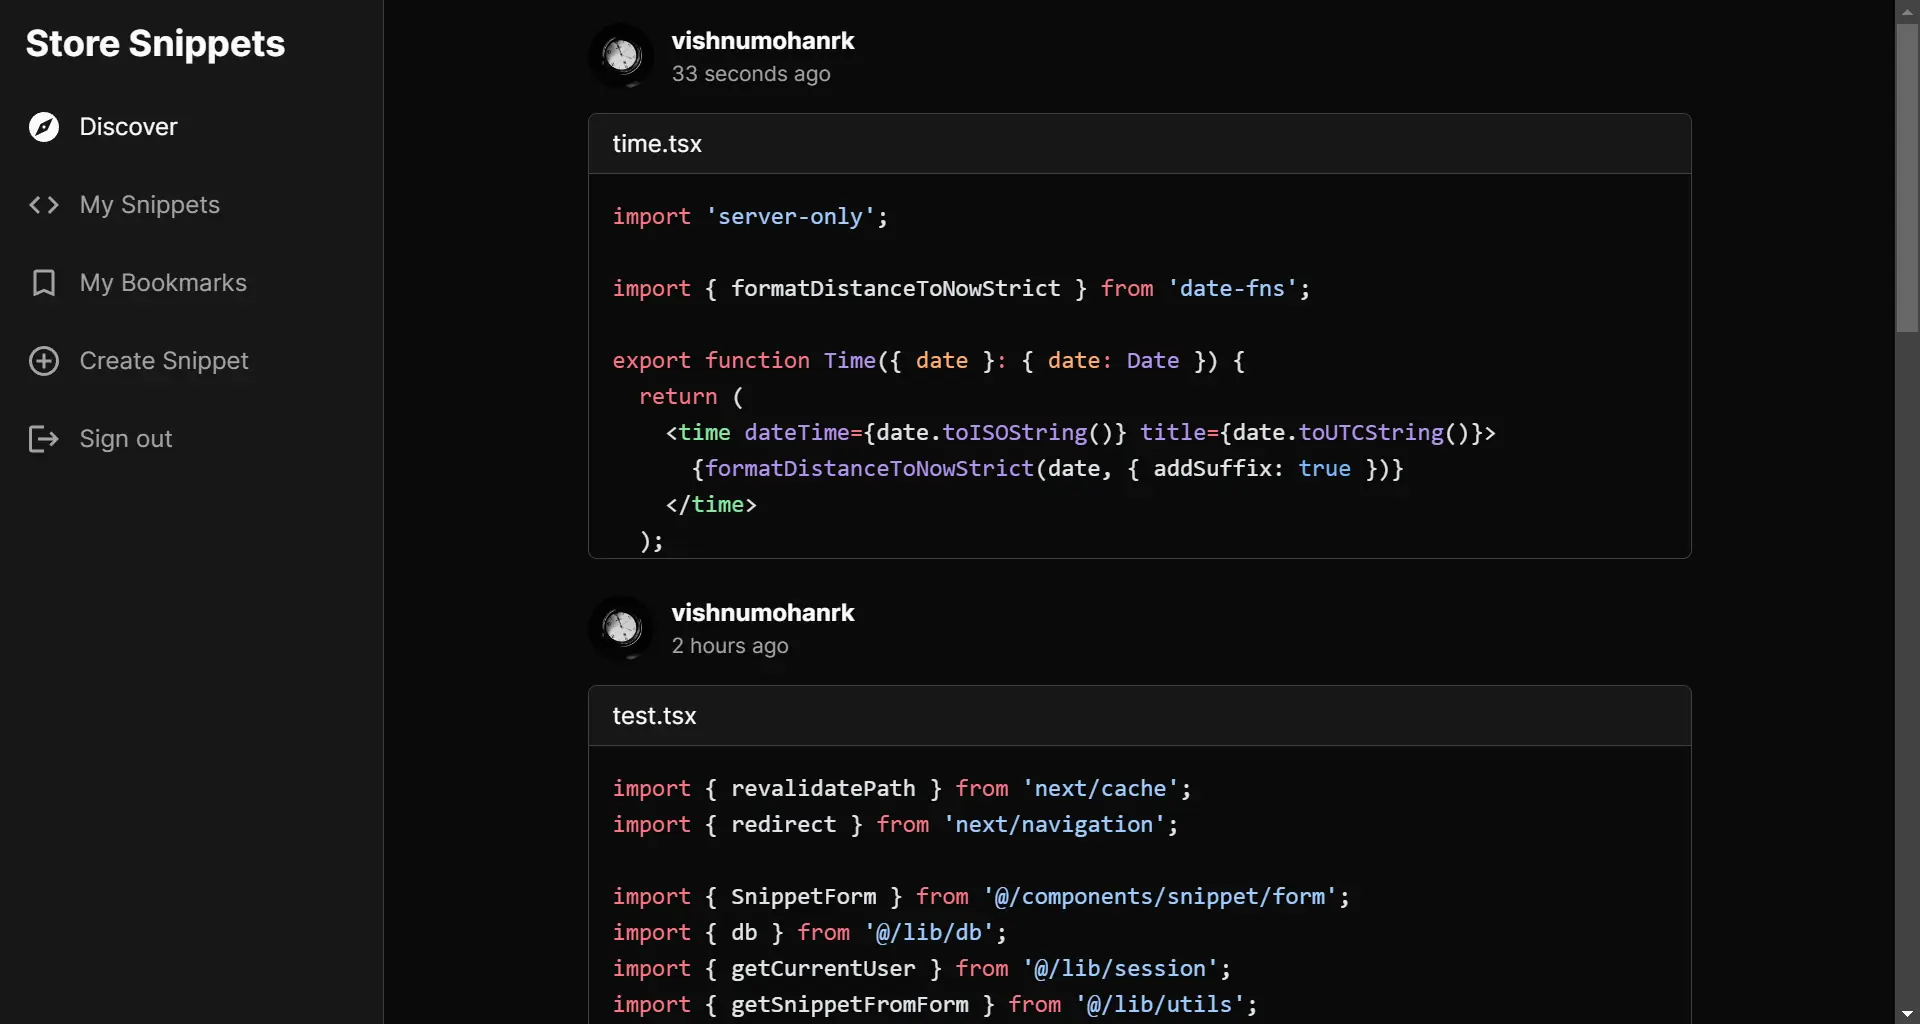 Store Snippets
Discover
My Snippets
My Bookmarks
Create Snippet
Sign out
vishnumohanrk
33 seconds ago
time.tsx
import 'server-only';
import { formatDistanceToNowStrict } from 'date-fns';
export function Time({ date }: { date: Date }) {
  return (
    <time dateTime={date.toISOString()} title={date.toUTCString()}>
      {formatDistanceToNowStrict(date, { addSuffix: true })}
    </time>
  );
vishnumohanrk
2 hours ago
test.tsx
import { revalidatePath } from 'next/cache';
import { redirect } from 'next/navigation';
import { SnippetForm } from '@/components/snippet/form';
import { db } from '@/lib/db';
import { getCurrentUser } from '@/lib/session';
import { getSnippetFromForm } from '@/lib/utils';